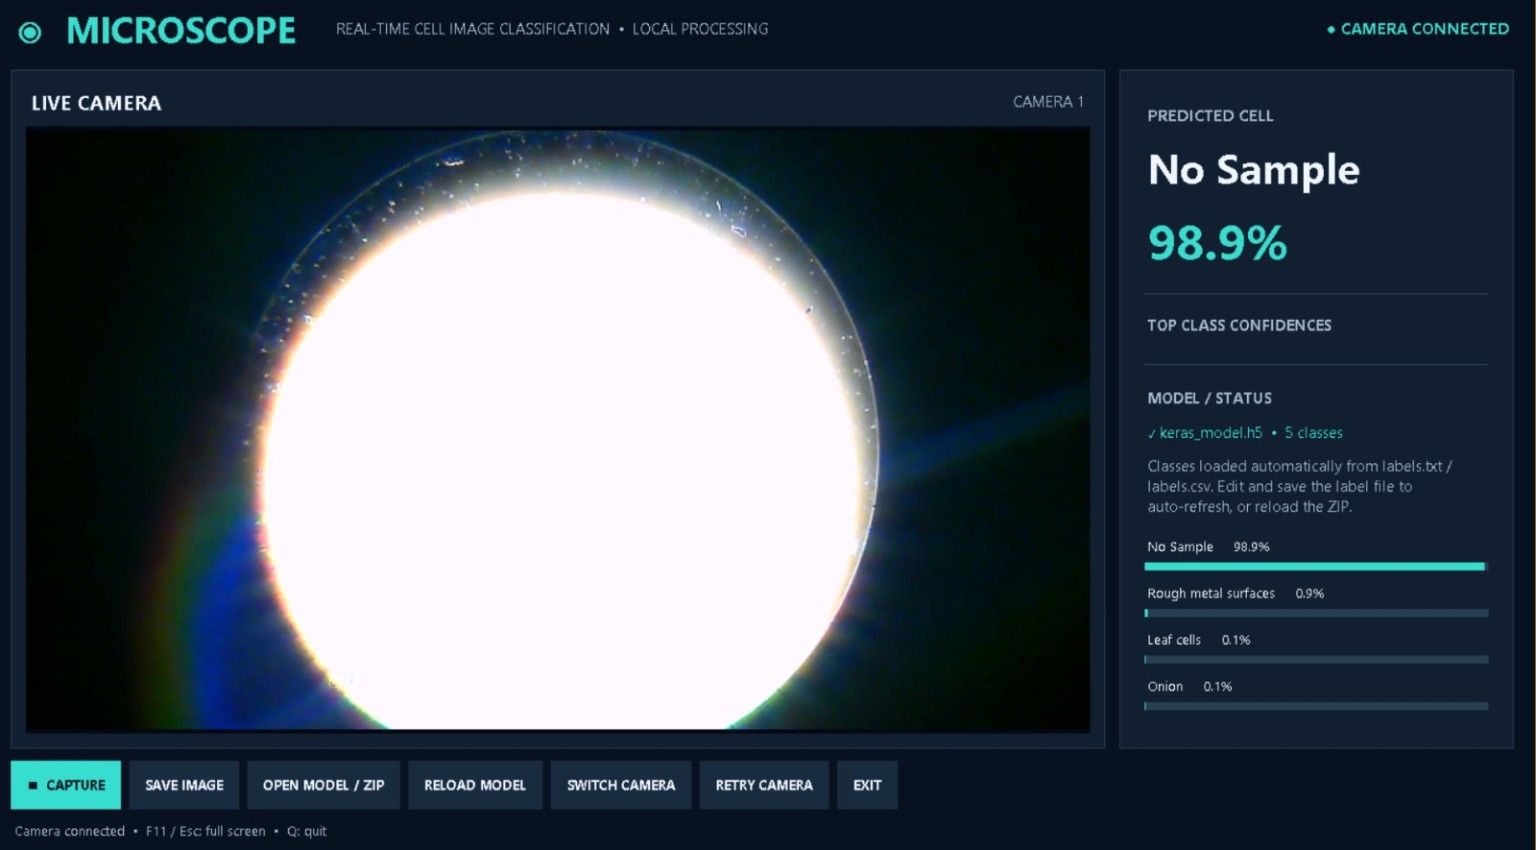 MICROSCOPE
REAL-TIME CELL IMAGE CLASSIFICATION • LOCAL PROCESSING
● CAMERA CONNECTED
LIVE CAMERA
CAMERA 1
PREDICTED CELL
No Sample
98.9%
TOP CLASS CONFIDENCES
MODEL / STATUS
✓ keras_model.h5 • 5 classes
Classes loaded automatically from labels.txt /
labels.csv. Edit and save the label file to
auto-refresh, or reload the ZIP.
No Sample 98.9%
Rough metal surfaces 0.9%
Leaf cells 0.1%
Onion 0.1%
■ CAPTURE
SAVE IMAGE
OPEN MODEL / ZIP
RELOAD MODEL
SWITCH CAMERA
RETRY CAMERA
EXIT
Camera connected • F11 / Esc: full screen • Q: quit